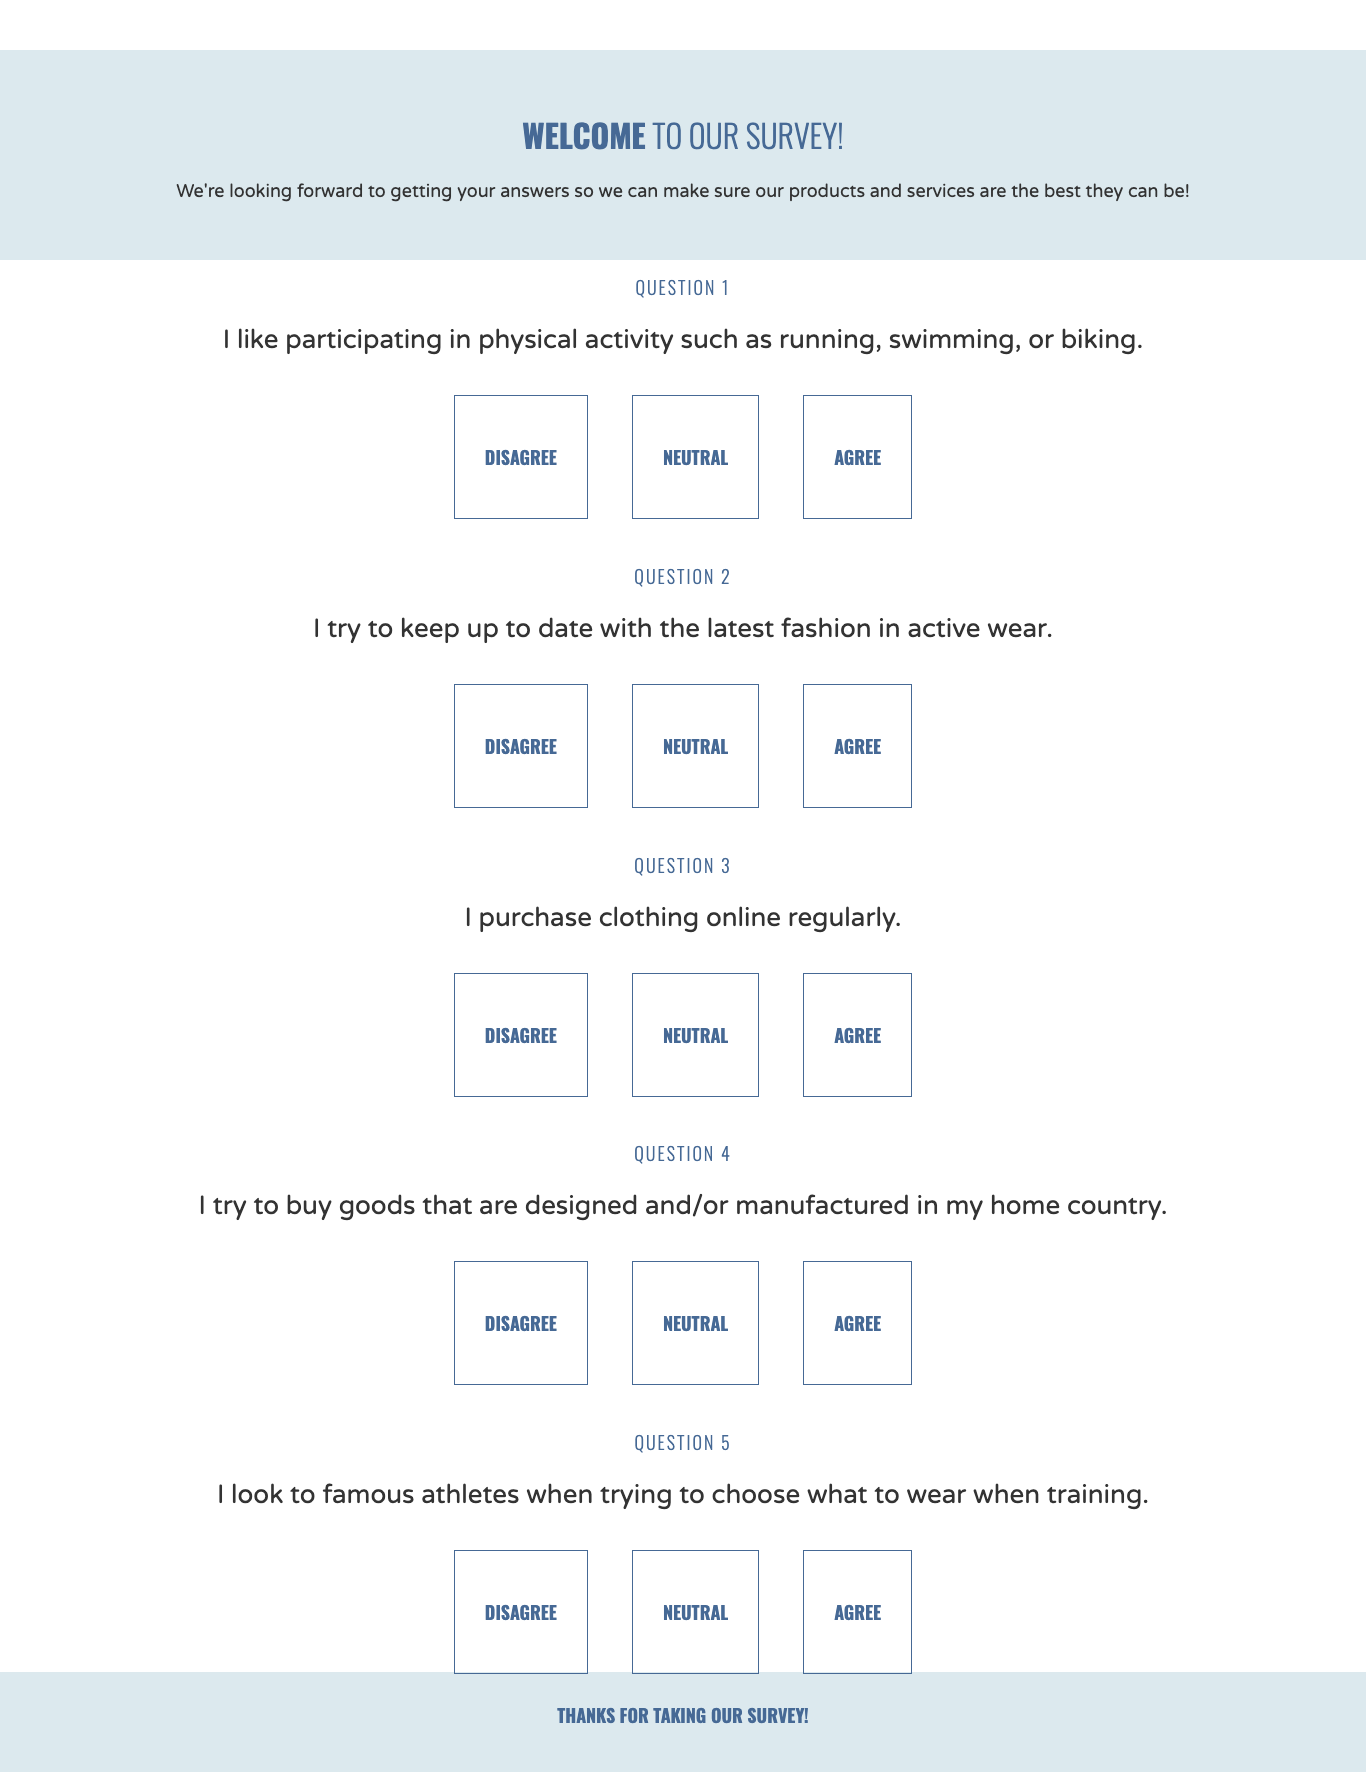 WELCOME TO OUR SURVEY!
We're looking forward to getting your answers so we can make sure our products and services are the best they can be!
QUESTION 1
I like participating in physical activity such as running, swimming, or biking.
DISAGREE NEUTRAL AGREE
QUESTION 2
I try to keep up to date with the latest fashion in active wear.
DISAGREE NEUTRAL AGREE
QUESTION 3
I purchase clothing online regularly.
DISAGREE NEUTRAL AGREE
QUESTION 4
I try to buy goods that are designed and/or manufactured in my home country.
DISAGREE NEUTRAL AGREE
QUESTION 5
I look to famous athletes when trying to choose what to wear when training.
DISAGREE NEUTRAL AGREE
THANKS FOR TAKING OUR SURVEY!